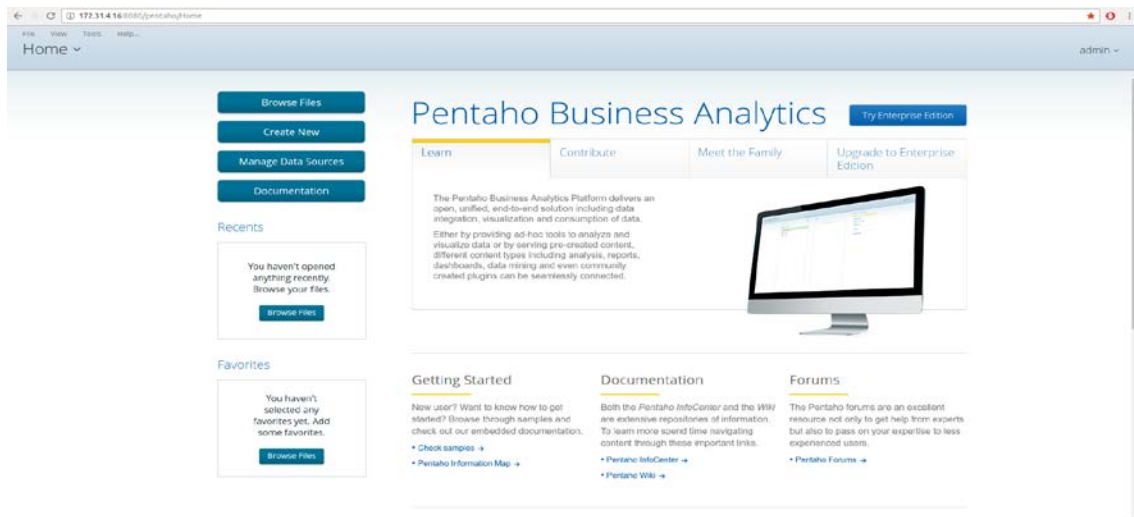 172.31.4.16:8080/pentaho/Home
File View Tools Help...
Home
admin
Browse Files
Create New
Manage Data Sources
Documentation
Recents
You haven't opened
anything recently.
Browse your files.
Browse Files
Favorites
You haven't
selected any
favorites yet. Add
some favorites.
Browse Files
Pentaho Business Analytics
Try Enterprise Edition
Learn
Contribute
Meet the Family
Upgrade to Enterprise
Edition
The Pentaho Business Analytics Platform delivers an
open, unified, end-to-end solution including data
integration, visualization and consumption of data.
Either by providing ad-hoc tools to analyze and
visualize data or by serving pre-created content,
different content types including analysis, reports,
dashboards, data mining and even community
created plugins can be seamlessly connected.
Getting Started
New user? Want to know how to get
started? Browse through samples and
check out our embedded documentation.
• Check samples →
• Pentaho Information Map →
Documentation
Both the Pentaho InfoCenter and the Wiki
are extensive repositories of information.
To learn more spend time navigating
content through these important links.
• Pentaho InfoCenter →
• Pentaho Wiki →
Forums
The Pentaho forums are an excellent
resource not only to get help from experts
but also to pass on your expertise to less
experienced users.
• Pentaho Forums →